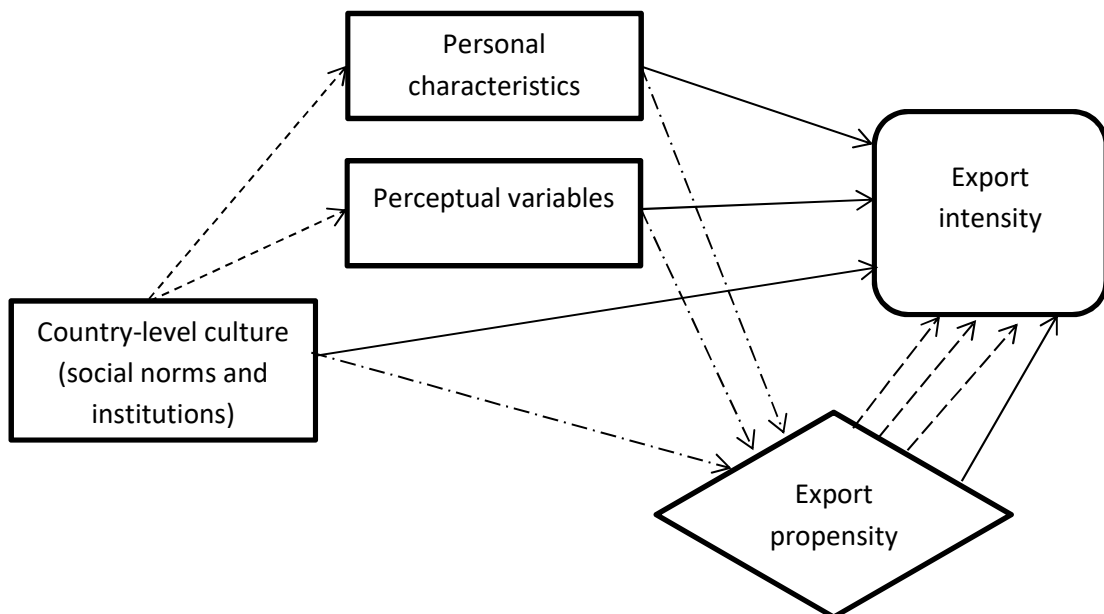 Personal
characteristics
Perceptual variables
Export
intensity
Country-level culture
(social norms and
institutions)
Export
propensity